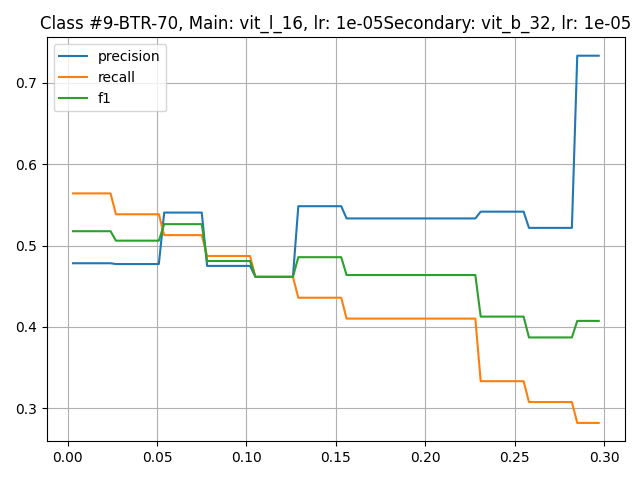 Class #9-BTR-70, Main: vit_l_16, lr: 1e-05Secondary: vit_b_32, lr: 1e-05
precision
recall
f1
0.7
0.6
0.5
0.4
0.3
0.00 0.05 0.10 0.15 0.20 0.25 0.30